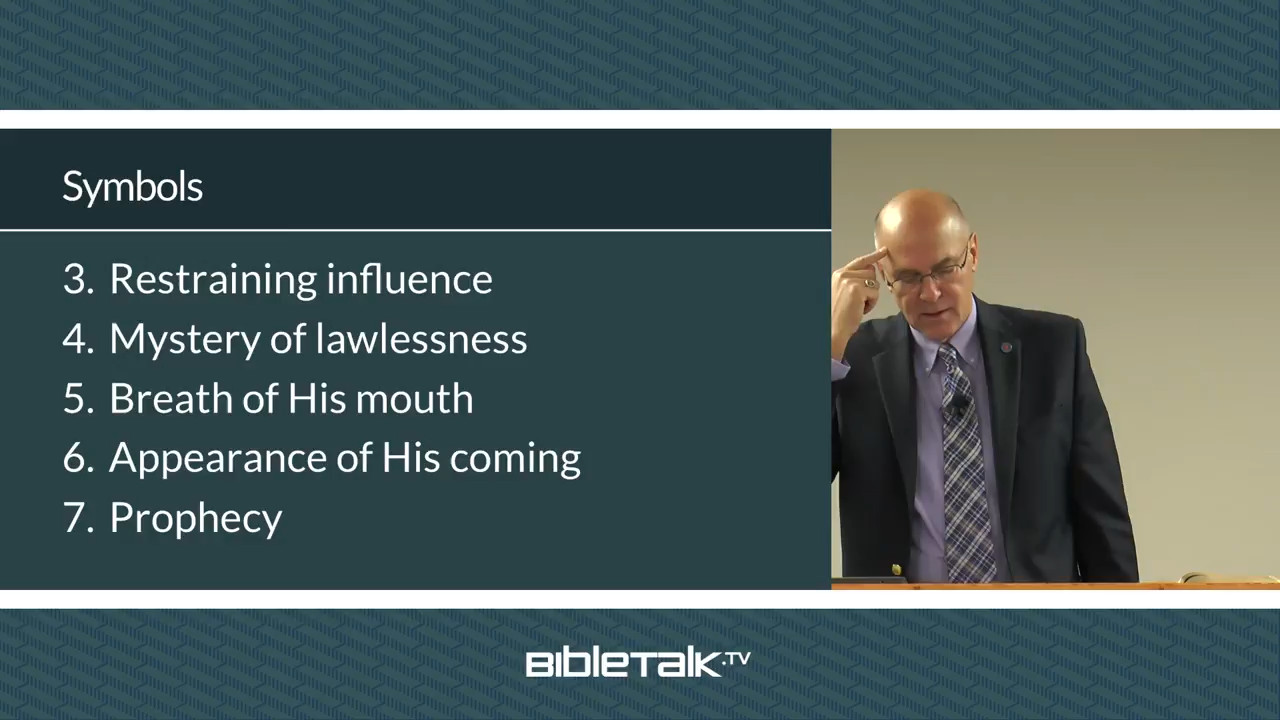 Symbols
3. Restraining influence
4. Mystery of lawlessness
5. Breath of His mouth
6. Appearance of His coming
7. Prophecy
BibleTalk.TV